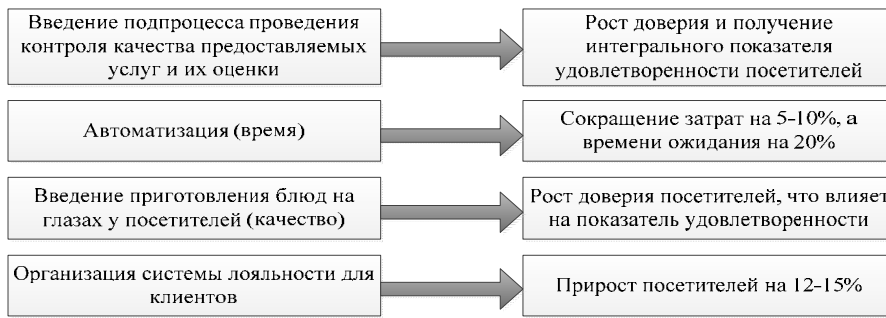 Введение подпроцесса проведения
контроля качества предоставляемых
услуг и их оценки
Рост доверия и получение
интегрального показателя
удовлетворенности посетителей
Автоматизация (время)
Сокращение затрат на 5-10%, а
времени ожидания на 20%
Введение приготовления блюд на
глазах у посетителей (качество)
Рост доверия посетителей, что влияет
на показатель удовлетворенности
Организация системы лояльности для
клиентов
Прирост посетителей на 12-15%